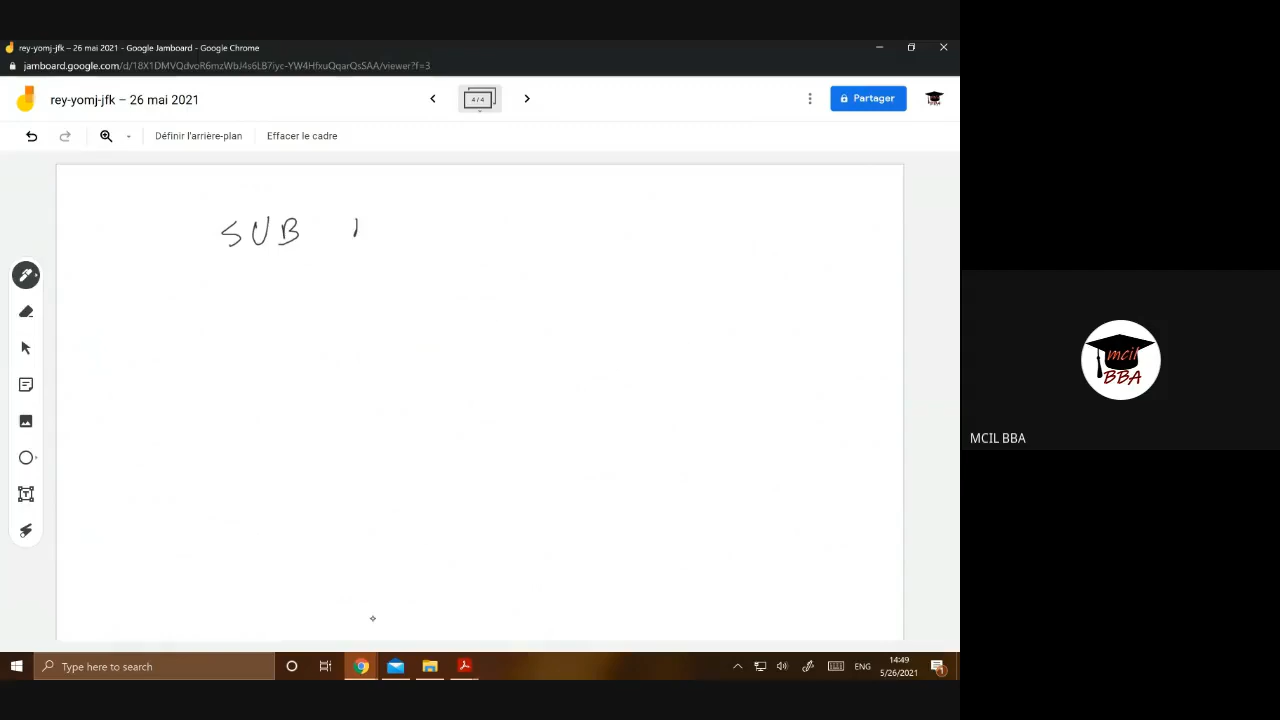 rey-yomj-jfk – 26 mai 2021 - Google Jamboard - Google Chrome
jamboard.google.com/d/18X1DMVQdvoR6mzWbJ4s6LB7iyc-YW4HfxuQqarQsSAA/viewer?f=3
rey-yomj-jfk – 26 mai 2021
4/4
Partager
Définir l'arrière-plan
Effacer le cadre
SUB
mcil
BBA
MCIL BBA
Type here to search
ENG
14:49
5/26/2021
1